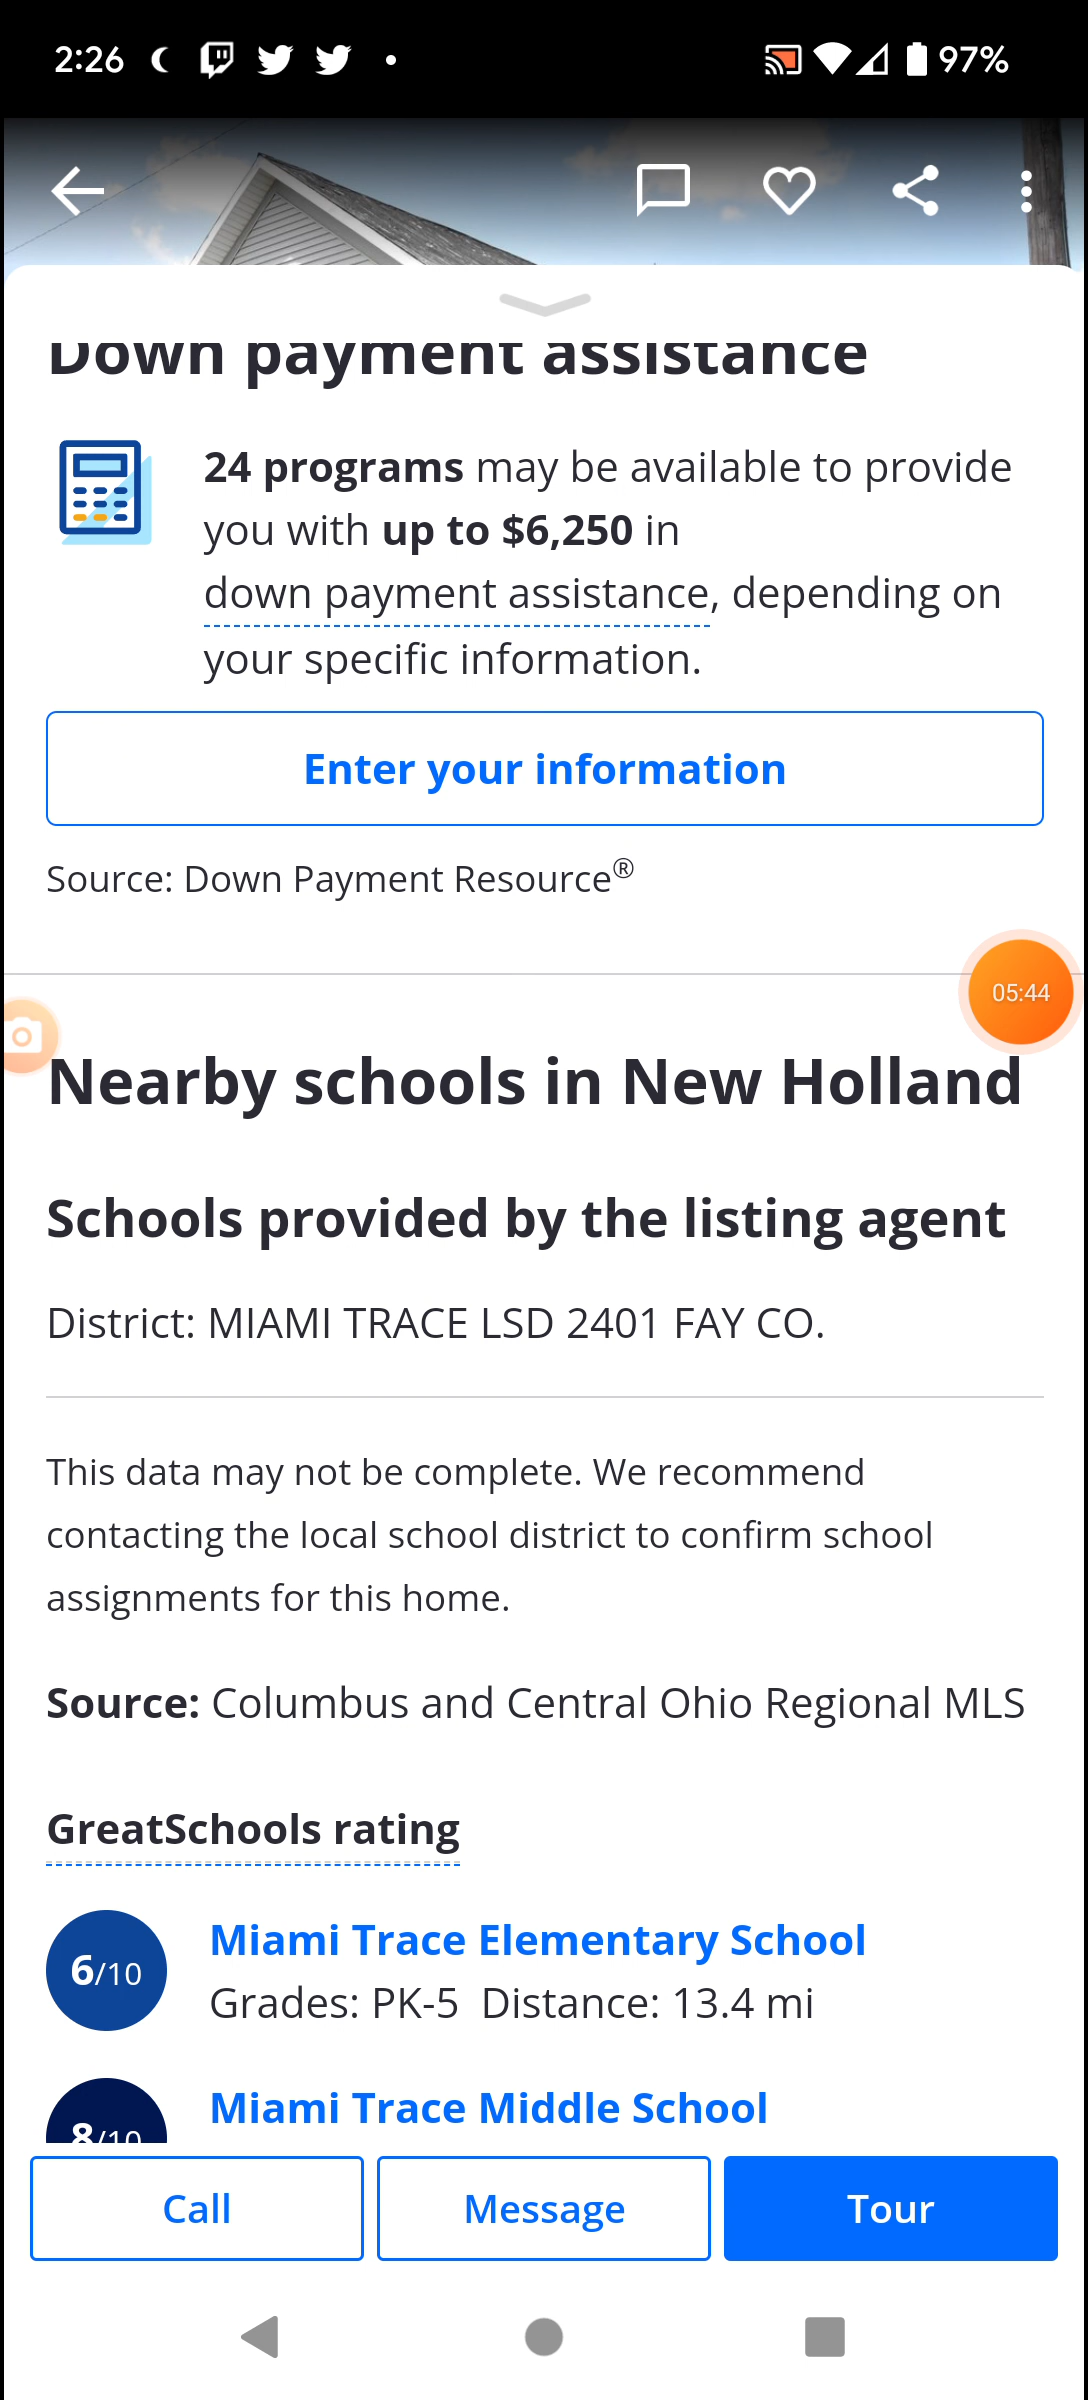 2:26
97%
Down payment assistance
24 programs may be available to provide
you with up to $6,250 in
down payment assistance, depending on
your specific information.
Enter your information
Source: Down Payment Resource®
05:44
Nearby schools in New Holland
Schools provided by the listing agent
District: MIAMI TRACE LSD 2401 FAY CO.
This data may not be complete. We recommend
contacting the local school district to confirm school
assignments for this home.
Source: Columbus and Central Ohio Regional MLS
GreatSchools rating
6/10
Miami Trace Elementary School
Grades: PK-5 Distance: 13.4 mi
8/10
Miami Trace Middle School
Call
Message
Tour